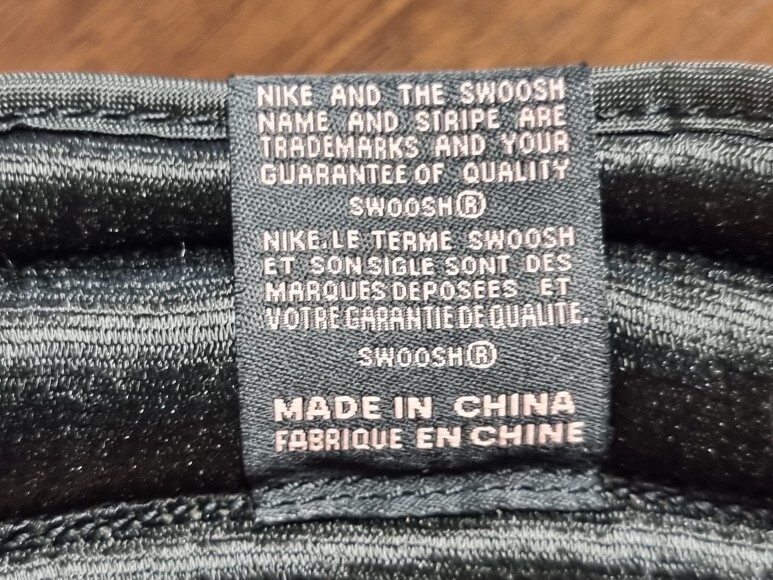 NIKE AND THE SWOOSH
NAME AND STRIPE ARE
TRADEMARKS AND YOUR
GUARANTEE OF QUALITY
SWOOSH®
NIKE.LE TERME SWOOSH
ET SON SIGLE SONT DES
MARQUES DEPOSEES ET
VOTRE GARANTIE DE QUALITE.
SWOOSH®
MADE IN CHINA
FABRIQUE EN CHINE